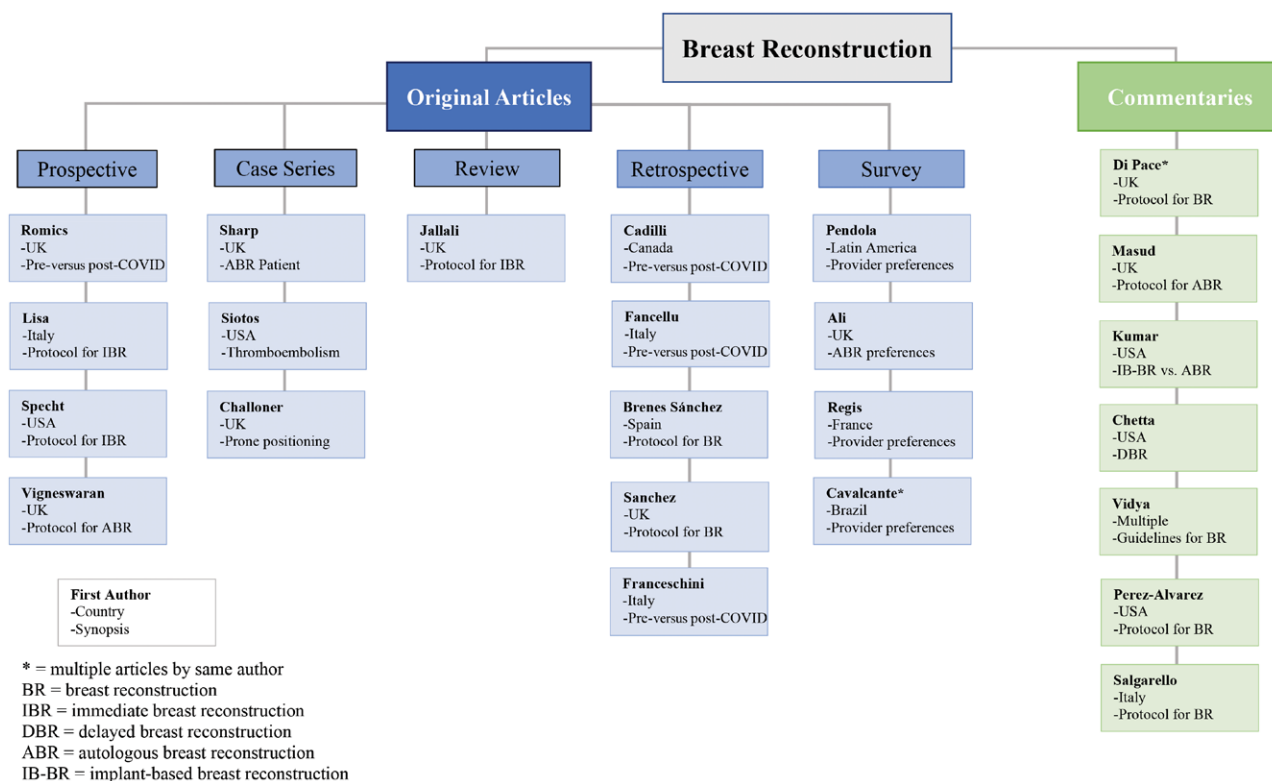 Breast Reconstruction
Original Articles
Commentaries
Prospective
Case Series
Review
Retrospective
Survey
Romics
-UK
-Pre-versus post-COVID
Lisa
-Italy
-Protocol for IBR
Specht
-USA
-Protocol for IBR
Vigneswaran
-UK
-Protocol for ABR
Sharp
-UK
-ABR Patient
Siotos
-USA
-Thromboembolism
Challoner
-UK
-Prone positioning
Jallali
-UK
-Protocol for IBR
Cadilli
-Canada
-Pre-versus post-COVID
Fancellu
-Italy
-Pre-versus post-COVID
Brenes Sánchez
-Spain
-Protocol for BR
Sanchez
-UK
-Protocol for BR
Franceschini
-Italy
-Pre-versus post-COVID
Pendola
-Latin America
-Provider preferences
Ali
-UK
-ABR preferences
Regis
-France
-Provider preferences
Cavalcante*
-Brazil
-Provider preferences
Di Pace*
-UK
-Protocol for BR
Masud
-UK
-Protocol for ABR
Kumar
-USA
-IB-BR vs. ABR
Chetta
-USA
-DBR
Vidya
-Multiple
-Guidelines for BR
Perez-Alvarez
-USA
-Protocol for BR
Salgarello
-Italy
-Protocol for BR
First Author
-Country
-Synopsis
* = multiple articles by same author
BR = breast reconstruction
IBR = immediate breast reconstruction
DBR = delayed breast reconstruction
ABR = autologous breast reconstruction
IB-BR = implant-based breast reconstruction